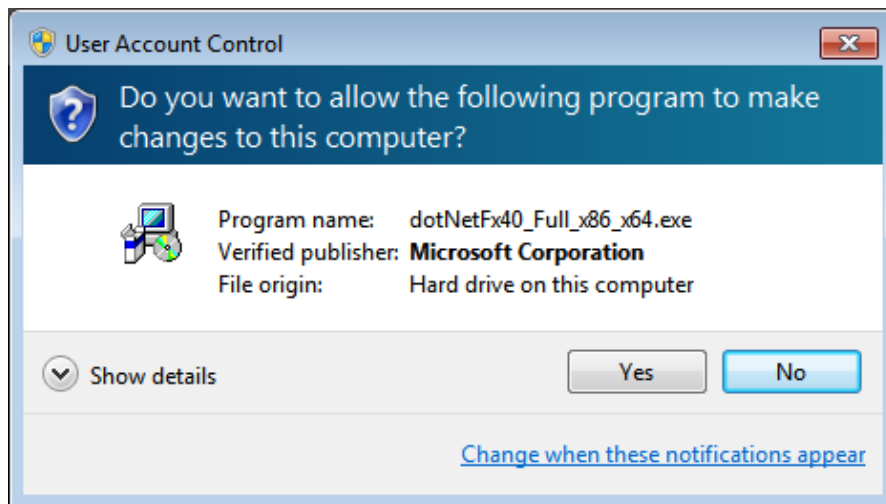 User Account Control
Do you want to allow the following program to make
changes to this computer?
Program name: dotNetFx40_Full_x86_x64.exe
Verified publisher: Microsoft Corporation
File origin: Hard drive on this computer
Show details
Yes
No
Change when these notifications appear